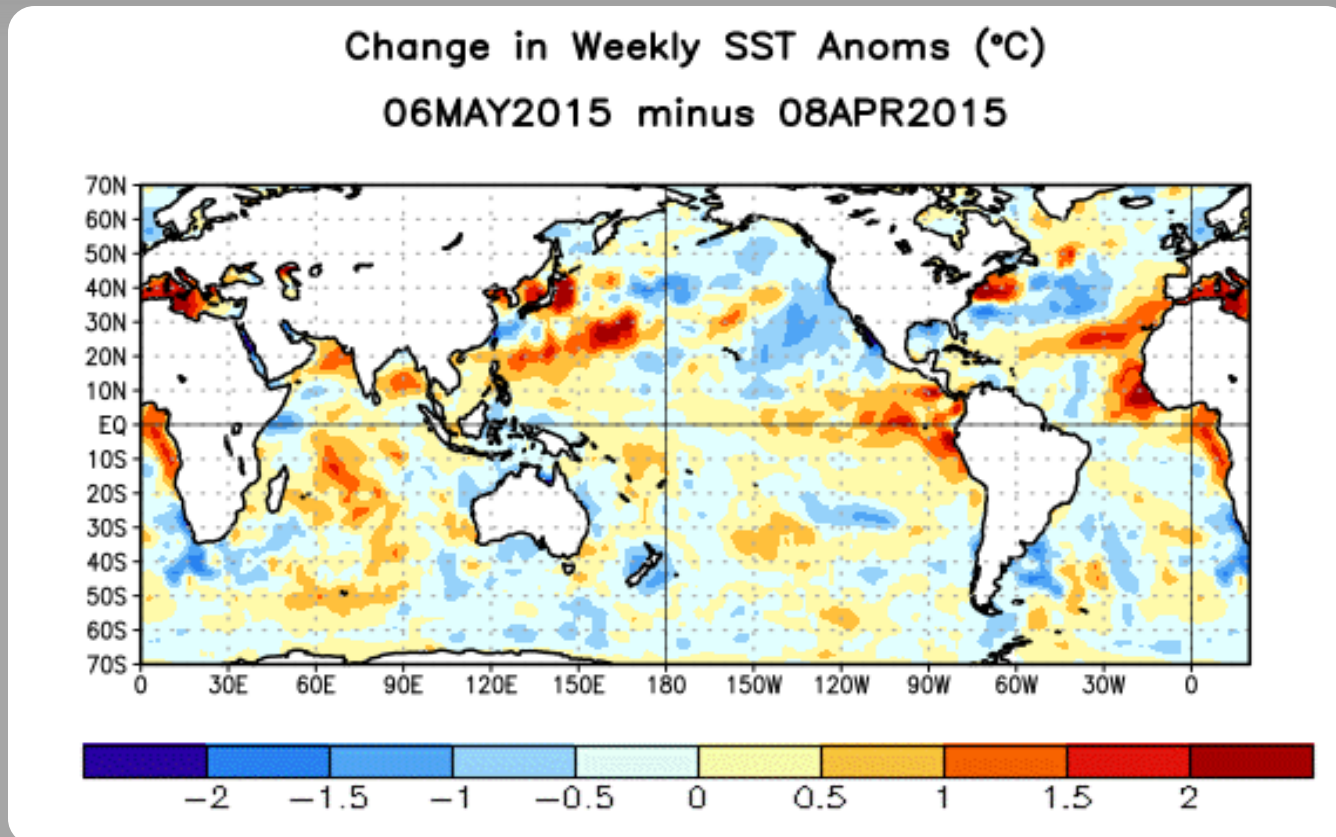 Change in Weekly SST Anoms (°C)
06MAY2015 minus 08APR2015
70N
60N
50N
40N
30N
20N
10N
EQ
10S
20S
30S
40S
50S
60S
70S
0 30E 60E 90E 120E 150E 180 150W 120W 90W 60W 30W 0
−2 −1.5 −1 −0.5 0 0.5 1 1.5 2